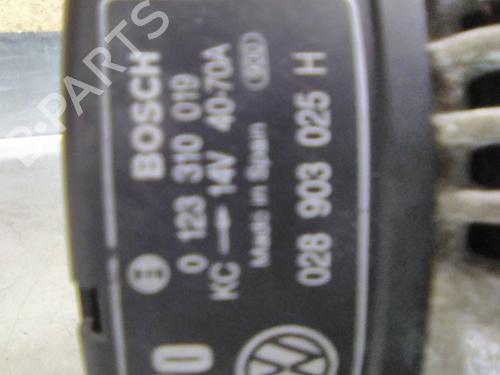 BOSCH
0 123 310 019
KC → 14V 40-70A
Made in Spain
028 903 025 H
B-PARTS